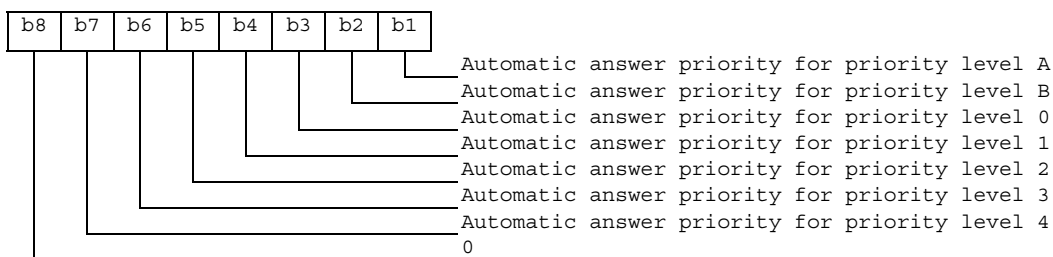 b8 b7 b6 b5 b4 b3 b2 b1
Automatic answer priority for priority level A
Automatic answer priority for priority level B
Automatic answer priority for priority level 0
Automatic answer priority for priority level 1
Automatic answer priority for priority level 2
Automatic answer priority for priority level 3
Automatic answer priority for priority level 4
0